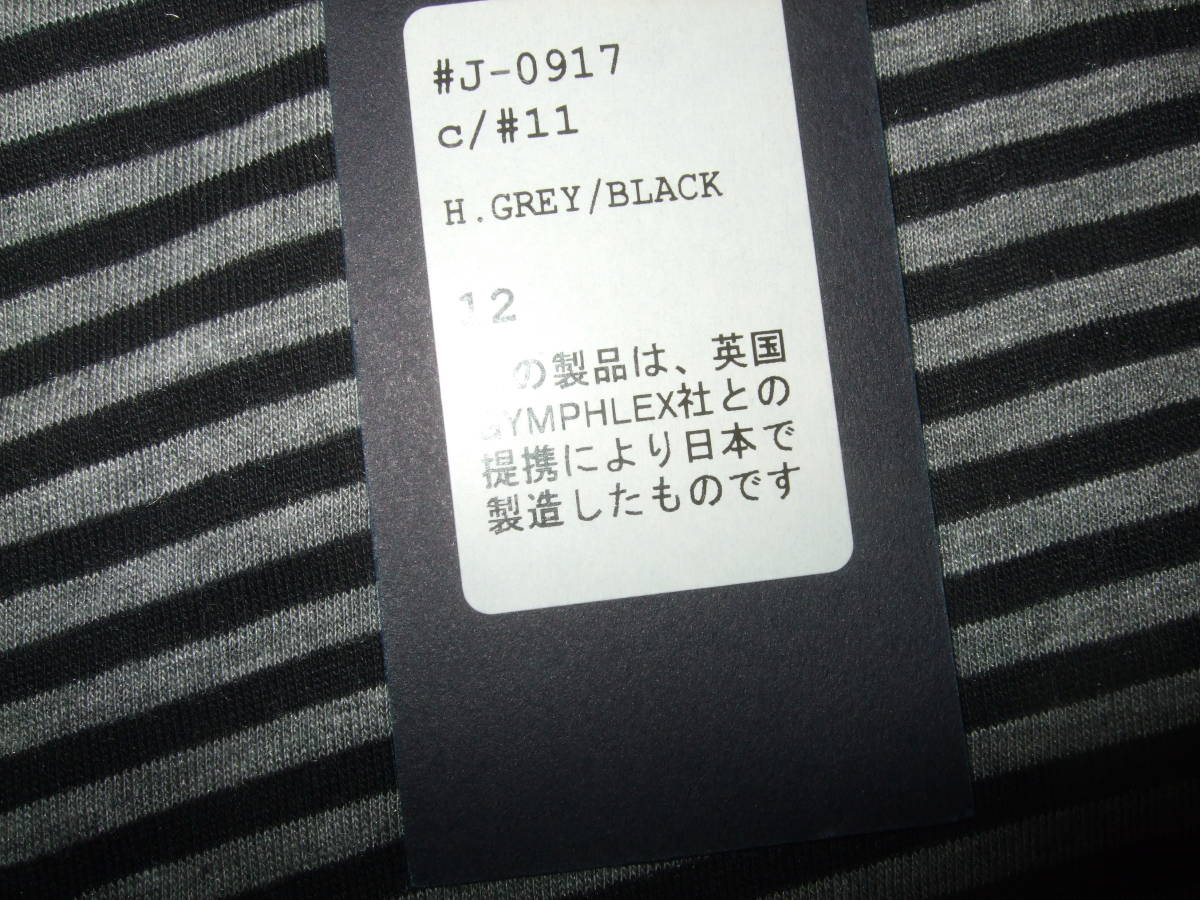 #J-0917
c/#11
H.GREY/BLACK
12
の製品は、英国
GYMPHLEX社との
提携により日本で
製造したものです